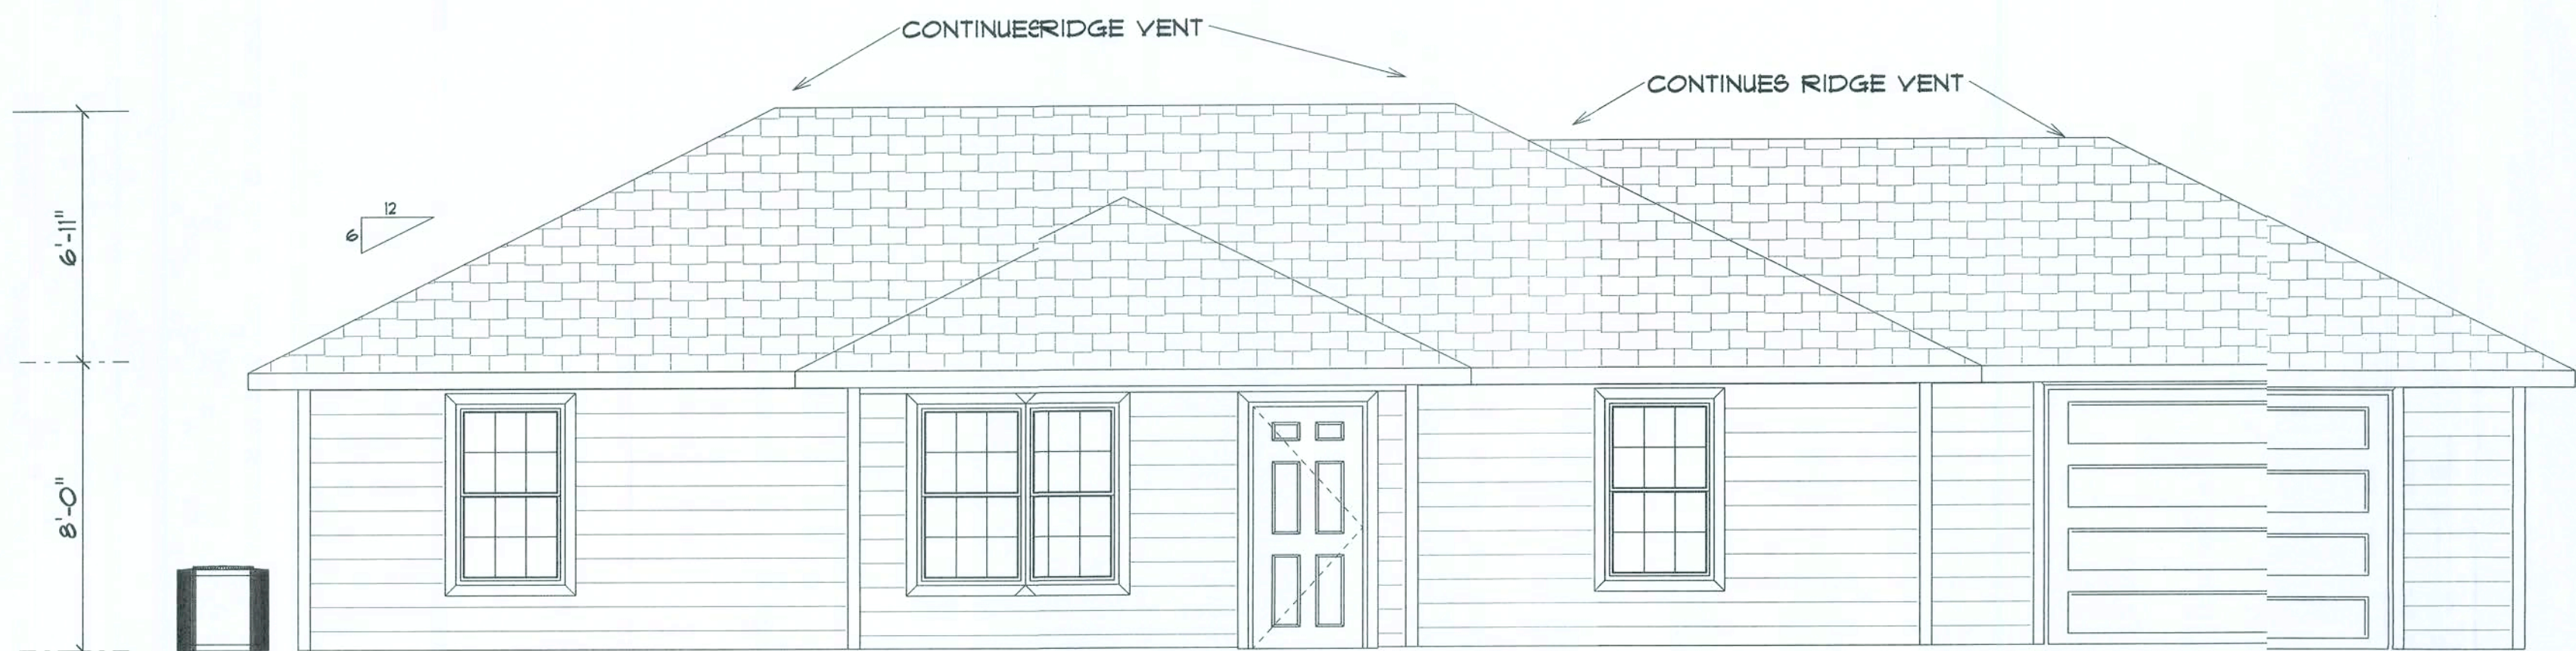 CONTINUESRIDGE VENT
CONTINUES RIDGE VENT
12
6
6'-11"
8'-0"